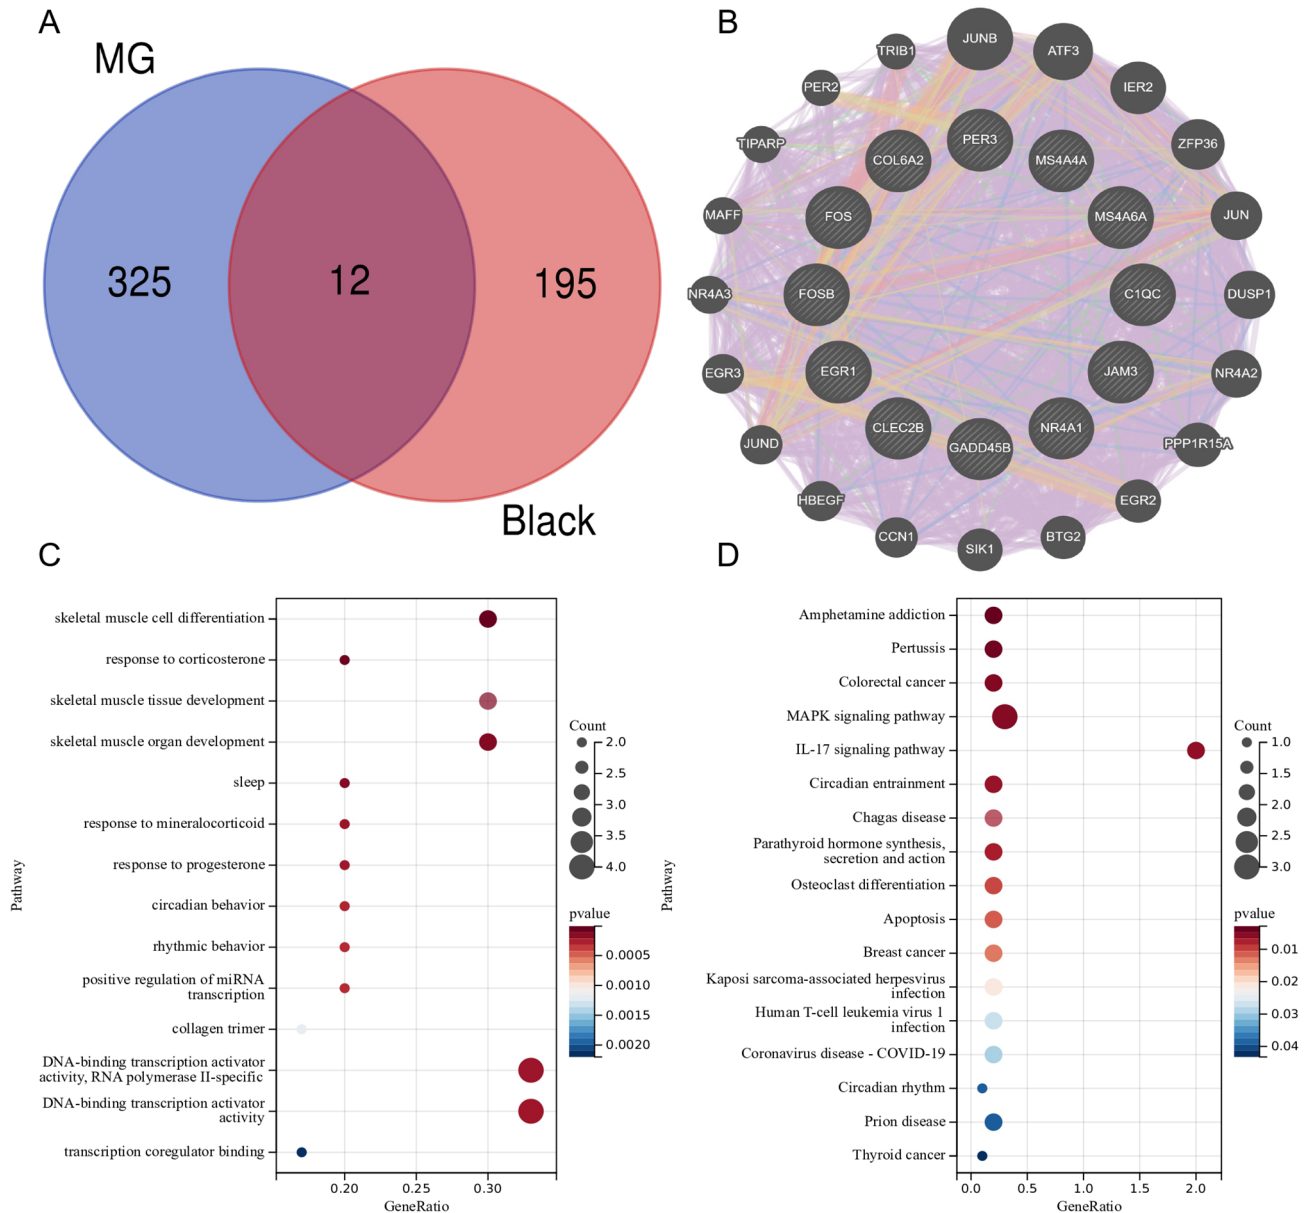 A
MG
325
12
195
Black
B
JUNB
TRIB1
ATF3
PER2
IER2
TIPARP
PER3
ZFP36
COL6A2
MS4A4A
MAFF
FOS
MS4A6A
JUN
NR4A3
FOSB
C1QC
DUSP1
EGR3
EGR1
JAM3
NR4A2
CLEC2B
NR4A1
GADD45B
JUND
PPP1R15A
HBEGF
EGR2
CCN1
SIK1
BTG2
C
Pathway
skeletal muscle cell differentiation
response to corticosterone
skeletal muscle tissue development
skeletal muscle organ development
sleep
response to mineralocorticoid
response to progesterone
circadian behavior
rhythmic behavior
positive regulation of miRNA
transcription
collagen trimer
DNA-binding transcription activator
activity, RNA polymerase II-specific
DNA-binding transcription activator
activity
transcription coregulator binding
0.20 0.25 0.30
GeneRatio
Count
2.0
2.5
3.0
3.5
4.0
pvalue
0.0005
0.0010
0.0015
0.0020
D
Pathway
Amphetamine addiction
Pertussis
Colorectal cancer
MAPK signaling pathway
IL-17 signaling pathway
Circadian entrainment
Chagas disease
Parathyroid hormone synthesis,
secretion and action
Osteoclast differentiation
Apoptosis
Breast cancer
Kaposi sarcoma-associated herpesvirus
infection
Human T-cell leukemia virus 1
infection
Coronavirus disease - COVID-19
Circadian rhythm
Prion disease
Thyroid cancer
0.0 0.5 1.0 1.5 2.0
GeneRatio
Count
1.0
1.5
2.0
2.5
3.0
pvalue
0.01
0.02
0.03
0.04